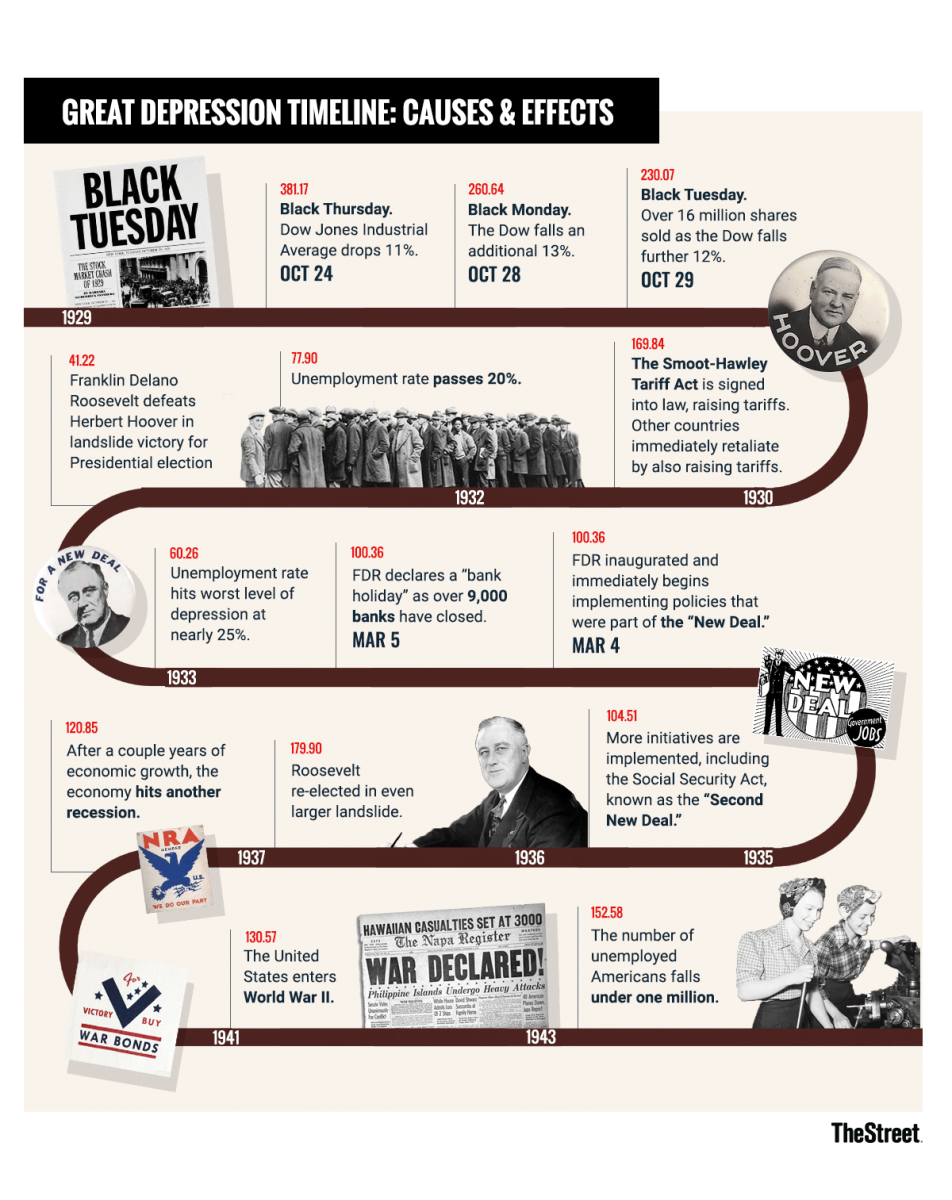 GREAT DEPRESSION TIMELINE: CAUSES & EFFECTS
BLACK
TUESDAY
THE STOCK
MARKET CRASH
OF 1929
381.17
Black Thursday.
Dow Jones Industrial
Average drops 11%.
OCT 24
260.64
Black Monday.
The Dow falls an
additional 13%.
OCT 28
230.07
Black Tuesday.
Over 16 million shares
sold as the Dow falls
further 12%.
OCT 29
HOOVER
1929
41.22
Franklin Delano
Roosevelt defeats
Herbert Hoover in
landslide victory for
Presidential election
77.90
Unemployment rate passes 20%.
169.84
The Smoot-Hawley
Tariff Act is signed
into law, raising tariffs.
Other countries
immediately retaliate
by also raising tariffs.
1932
1930
FOR A NEW DEAL
60.26
Unemployment rate
hits worst level of
depression at
nearly 25%.
100.36
FDR declares a “bank
holiday” as over 9,000
banks have closed.
MAR 5
100.36
FDR inaugurated and
immediately begins
implementing policies that
were part of the “New Deal.”
MAR 4
1933
NEW
DEAL
Government
JOBS
120.85
After a couple years of
economic growth, the
economy hits another
recession.
179.90
Roosevelt
re-elected in even
larger landslide.
104.51
More initiatives are
implemented, including
the Social Security Act,
known as the “Second
New Deal.”
NRA
MEMBER
U.S.
WE DO OUR PART
1937
1936
1935
For
VICTORY
BUY
WAR BONDS
130.57
The United
States enters
World War II.
HAWAIIAN CASUALTIES SET AT 3000
The Napa Register
WAR DECLARED!
Philippine Islands Undergo Heavy Attacks
152.58
The number of
unemployed
Americans falls
under one million.
1941
1943
TheStreet